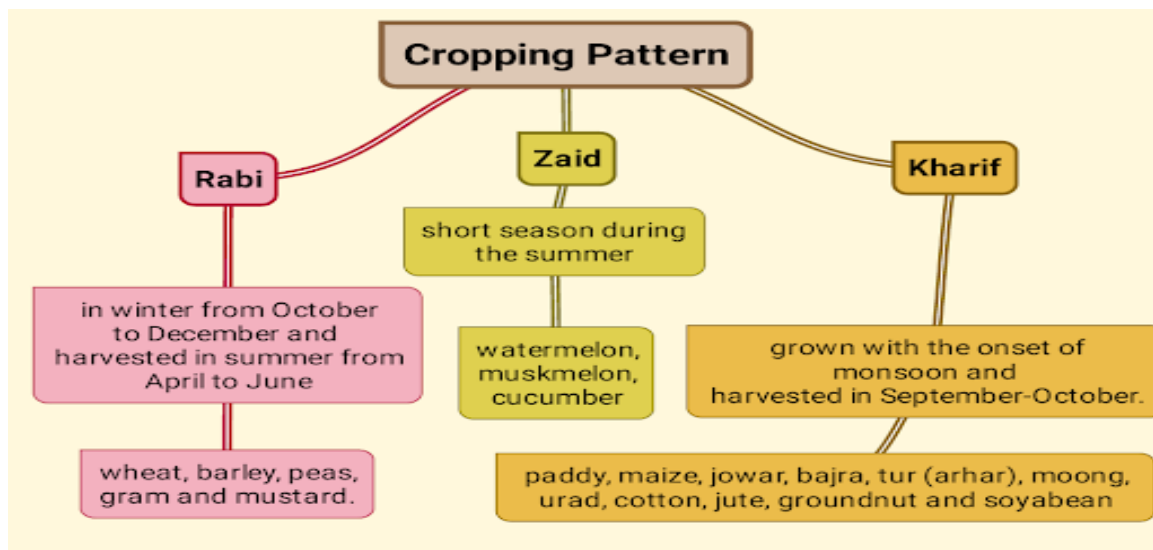 Cropping Pattern
Rabi
in winter from October
to December and
harvested in summer from
April to June
wheat, barley, peas,
gram and mustard.
Zaid
short season during
the summer
watermelon,
muskmelon,
cucumber
Kharif
grown with the onset of
monsoon and
harvested in September-October.
paddy, maize, jowar, bajra, tur (arhar), moong,
urad, cotton, jute, groundnut and soyabean